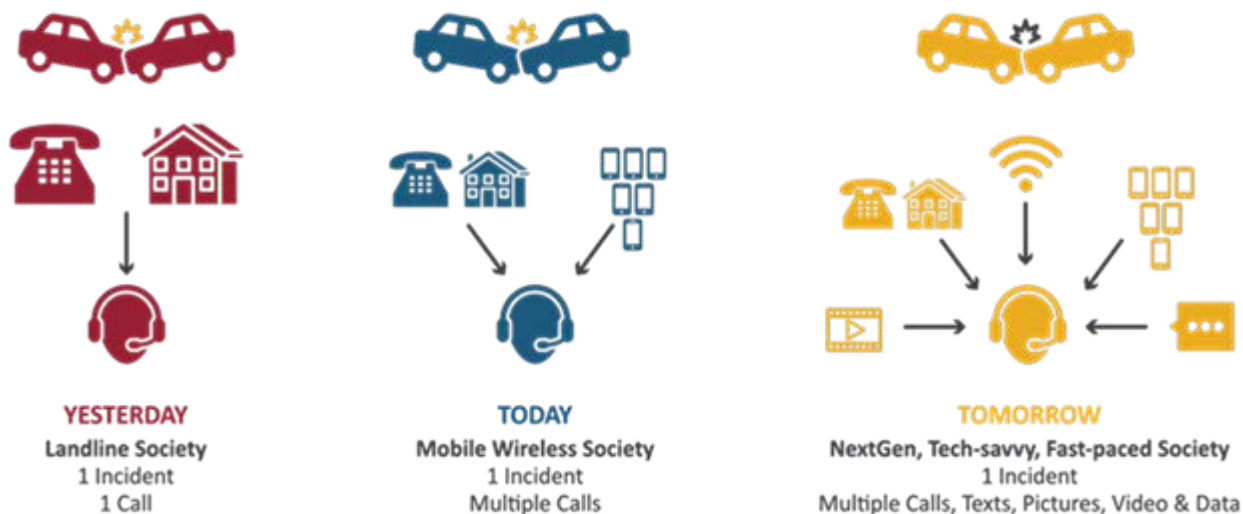 YESTERDAY
Landline Society
1 Incident
1 Call
TODAY
Mobile Wireless Society
1 Incident
Multiple Calls
TOMORROW
NextGen, Tech-savvy, Fast-paced Society
1 Incident
Multiple Calls, Texts, Pictures, Video & Data